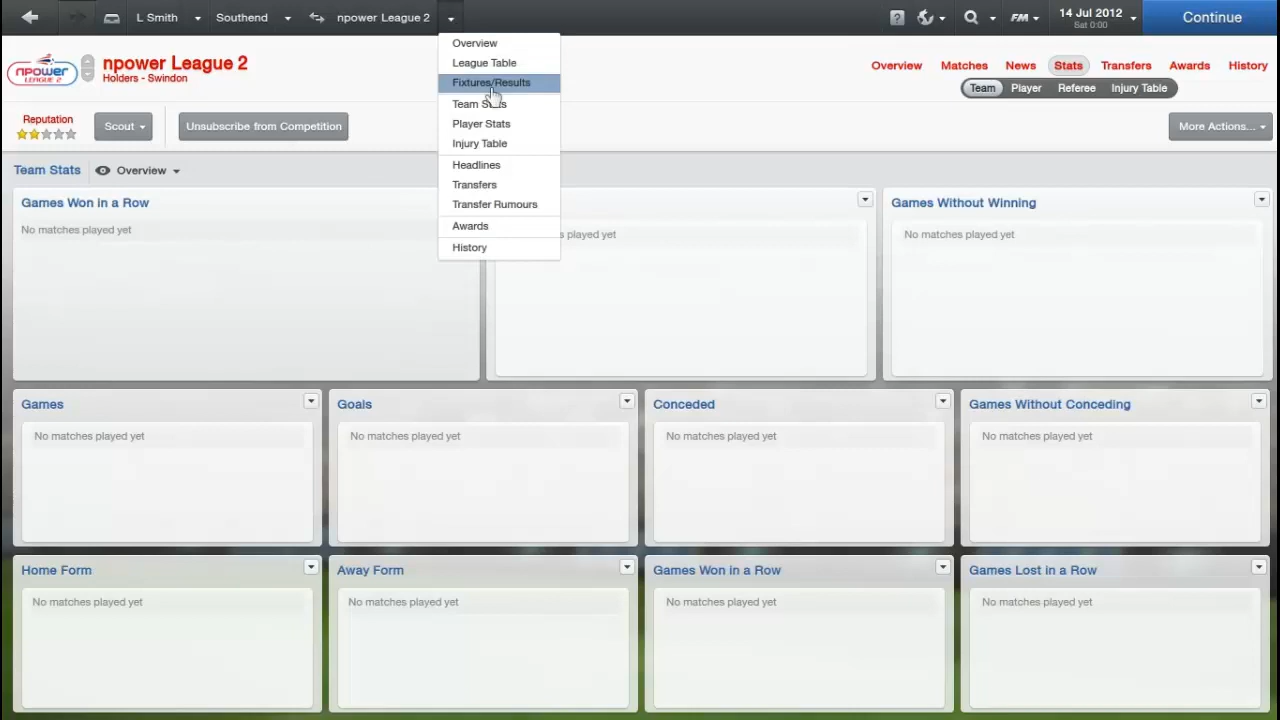 L Smith
Southend
npower League 2
?
FM
14 Jul 2012
Sat 0:00
Continue
npower
LEAGUE 2
npower League 2
Holders - Swindon
Overview
Matches
News
Stats
Transfers
Awards
History
Team
Player
Referee
Injury Table
Reputation
Scout
Unsubscribe from Competition
More Actions...
Overview
League Table
Fixtures/Results
Team Stats
Player Stats
Injury Table
Headlines
Transfers
Transfer Rumours
Awards
History
Team Stats
Overview
Games Won in a Row
No matches played yet
s played yet
Games Without Winning
No matches played yet
Games
No matches played yet
Goals
No matches played yet
Conceded
No matches played yet
Games Without Conceding
No matches played yet
Home Form
No matches played yet
Away Form
No matches played yet
Games Won in a Row
No matches played yet
Games Lost in a Row
No matches played yet